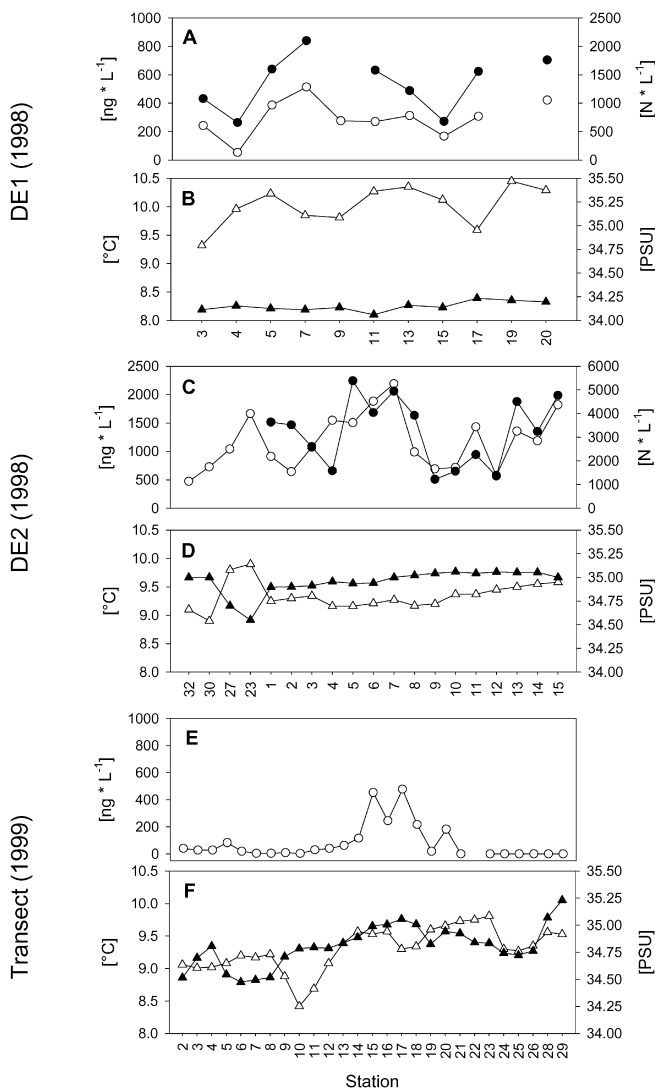 DE1 (1998)
A
[ng * L-1]
1000
800
600
400
200
0
2500
2000
1500
1000
500
0
[N * L-1]
B
[°C]
10.5
10.0
9.5
9.0
8.5
8.0
35.50
35.25
35.00
34.75
34.50
34.25
34.00
[PSU]
3 4 5 7 9 11 13 15 17 19 20
DE2 (1998)
C
[ng * L-1]
2500
2000
1500
1000
500
0
6000
5000
4000
3000
2000
1000
0
[N * L-1]
D
[°C]
10.5
10.0
9.5
9.0
8.5
8.0
35.50
35.25
35.00
34.75
34.50
34.25
34.00
[PSU]
32 30 27 23 1 2 3 4 5 6 7 8 9 10 11 12 13 14 15
Transect (1999)
E
[ng * L-1]
1000
800
600
400
200
0
F
[°C]
10.5
10.0
9.5
9.0
8.5
8.0
35.50
35.25
35.00
34.75
34.50
34.25
34.00
[PSU]
2 3 4 5 6 7 8 9 10 11 12 13 14 15 16 17 18 19 20 21 22 23 24 25 26 28 29
Station